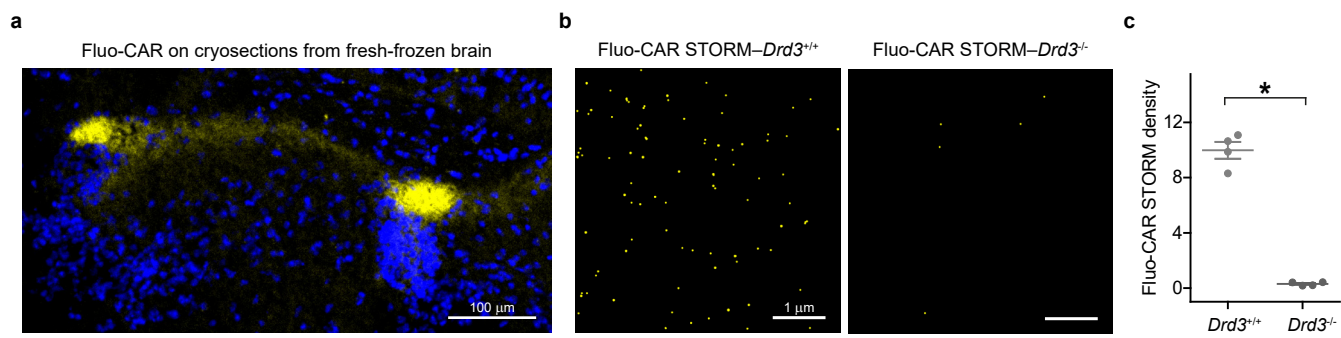 a
Fluo-CAR on cryosections from fresh-frozen brain
100 μm
b
Fluo-CAR STORM–Drd3+/+
Fluo-CAR STORM–Drd3-/-
1 μm
c
Fluo-CAR STORM density
*
12
8
4
0
Drd3+/+
Drd3-/-